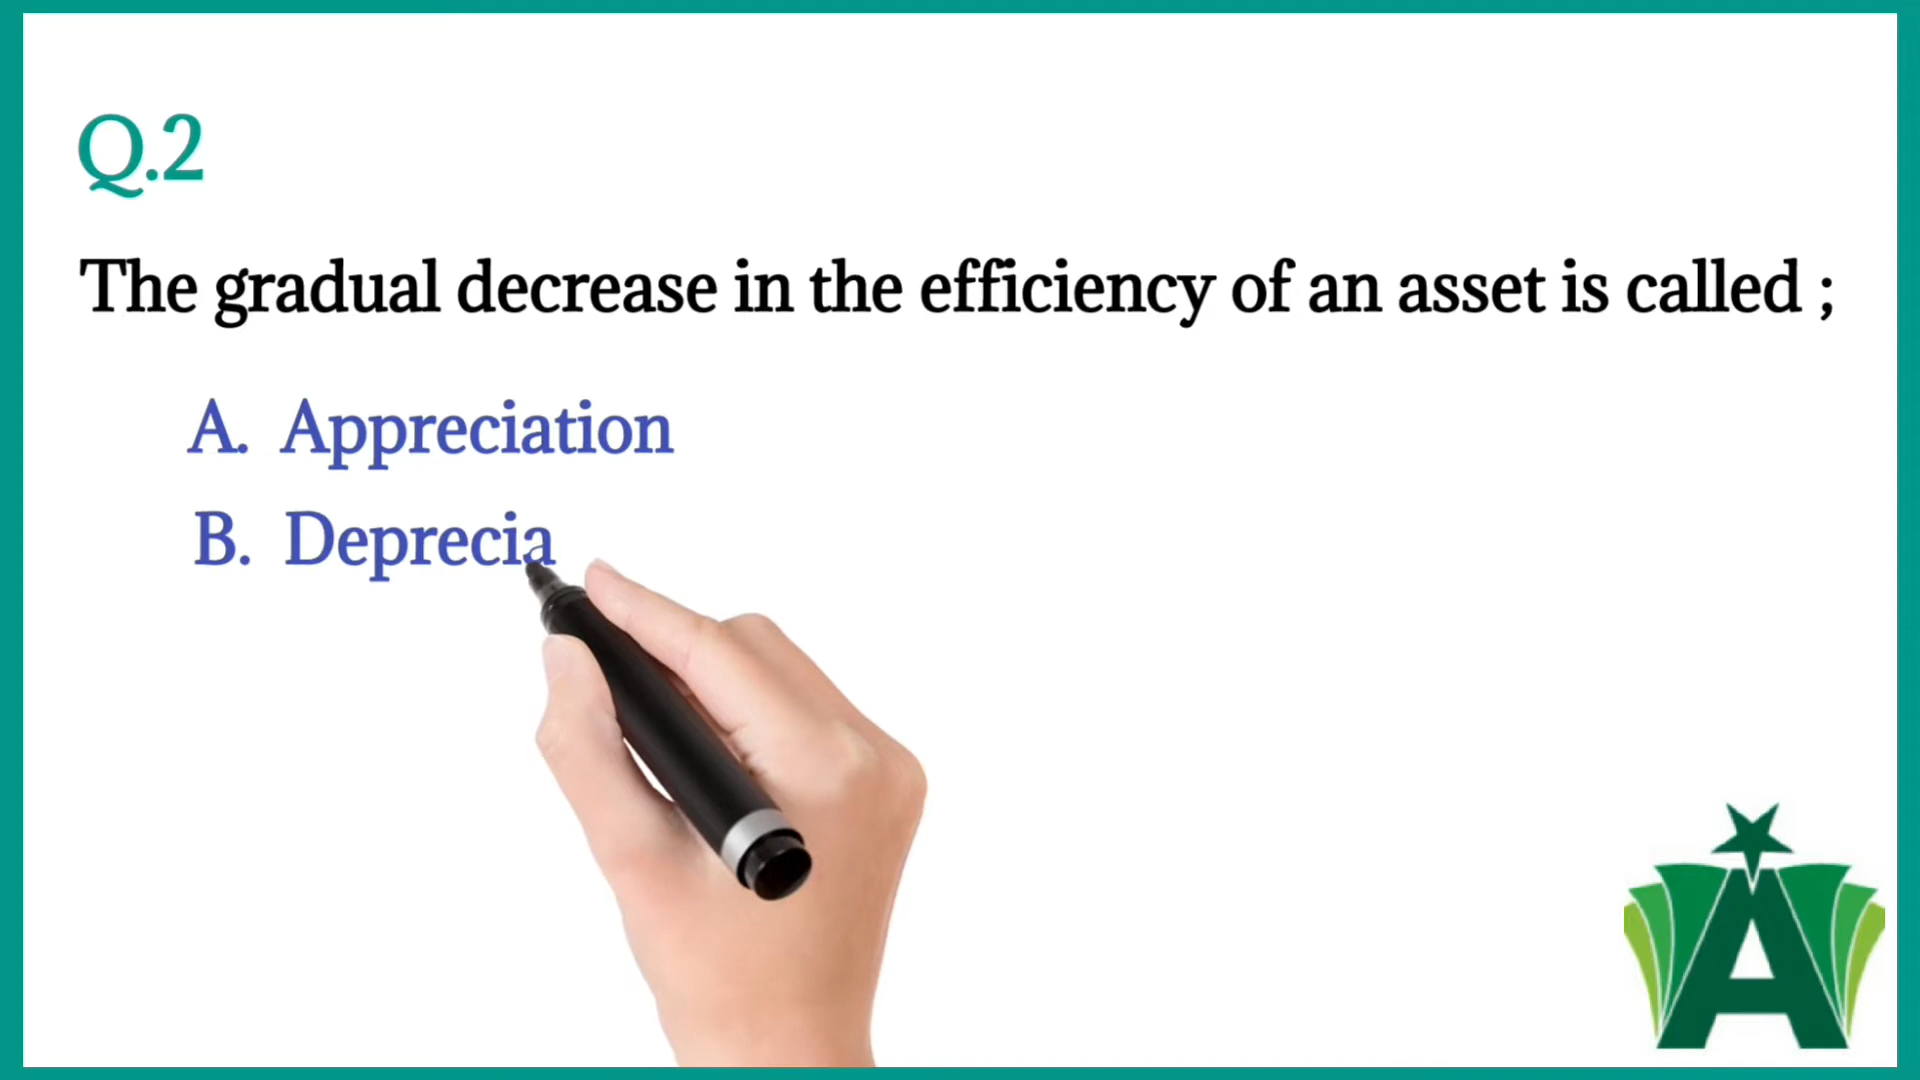 Q.2
The gradual decrease in the efficiency of an asset is called ;
A. Appreciation
B. Deprecia
A